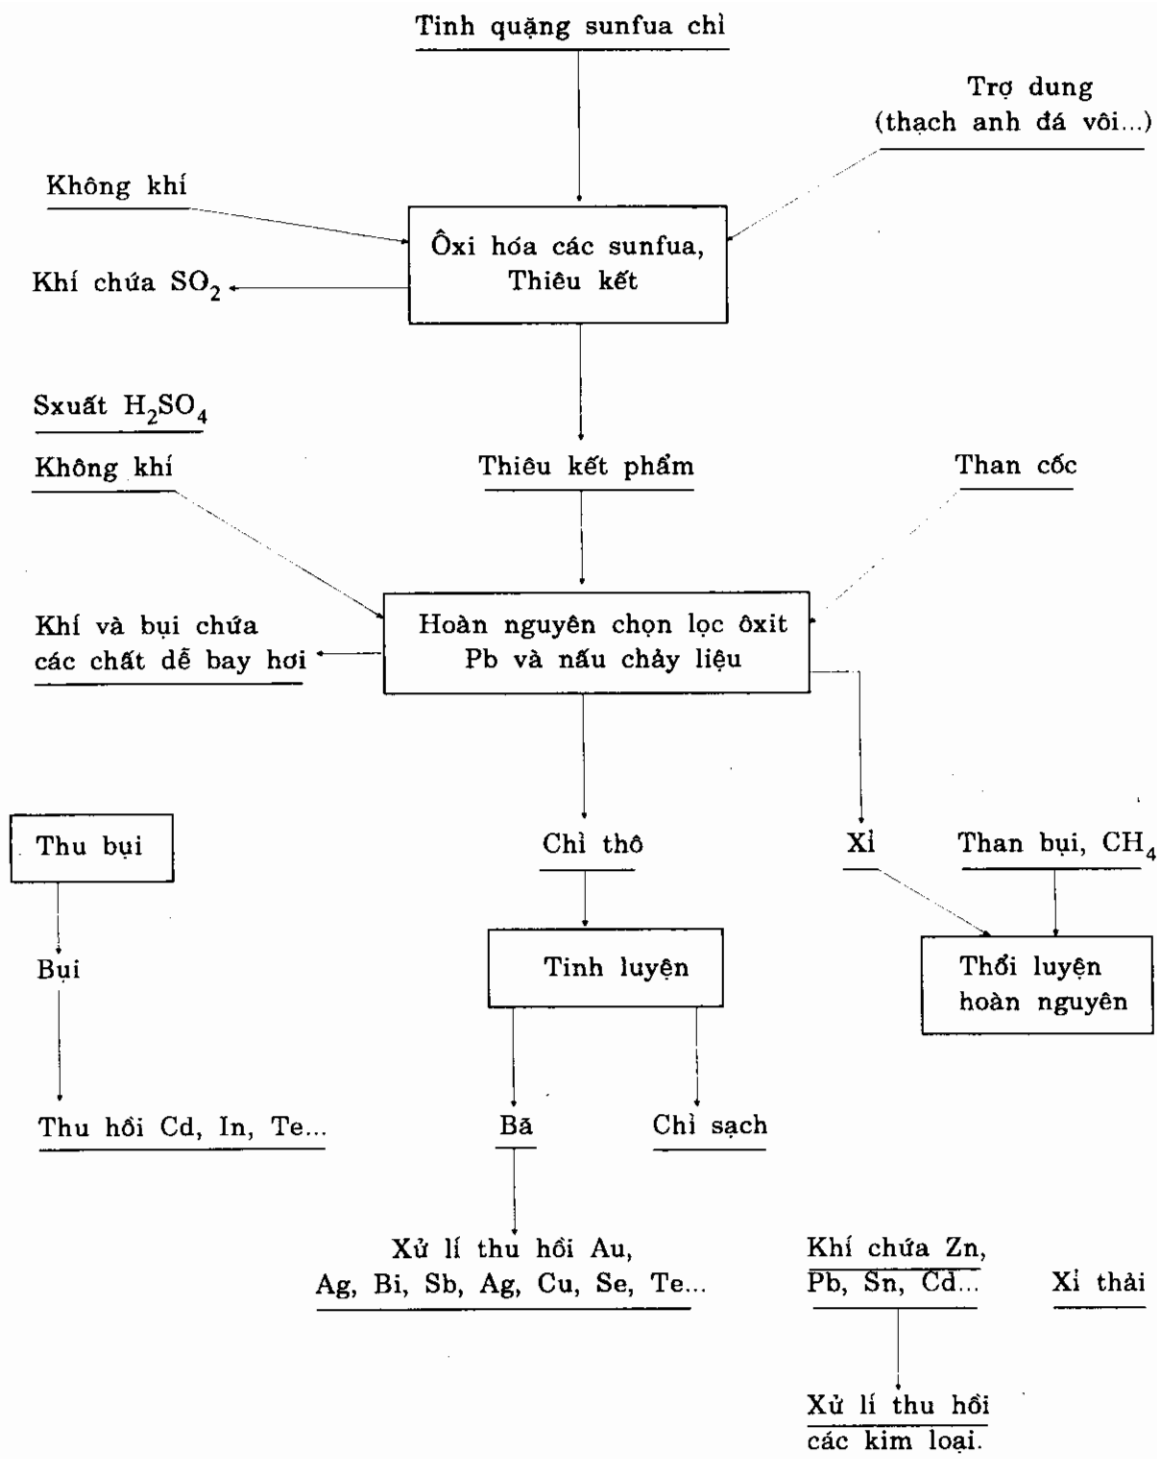 Tinh quặng sunfua chì
Trợ dung
(thạch anh đá vôi...)
Không khí
Ôxi hóa các sunfua,
Thiêu kết
Khí chứa SO₂
Sxuất H₂SO₄
Không khí
Thiêu kết phẩm
Than cốc
Khí và bụi chứa
các chất dễ bay hơi
Hoàn nguyên chọn lọc ôxit
Pb và nấu chảy liệu
Thu bụi
Chì thô
Xỉ
Than bụi, CH₄
Bụi
Tinh luyện
Thổi luyện
hoàn nguyên
Thu hồi Cd, In, Te...
Bã
Chì sạch
Xử lí thu hồi Au,
Ag, Bi, Sb, Ag, Cu, Se, Te...
Khí chứa Zn,
Pb, Sn, Cd...
Xỉ thải
Xử lí thu hồi
các kim loại.